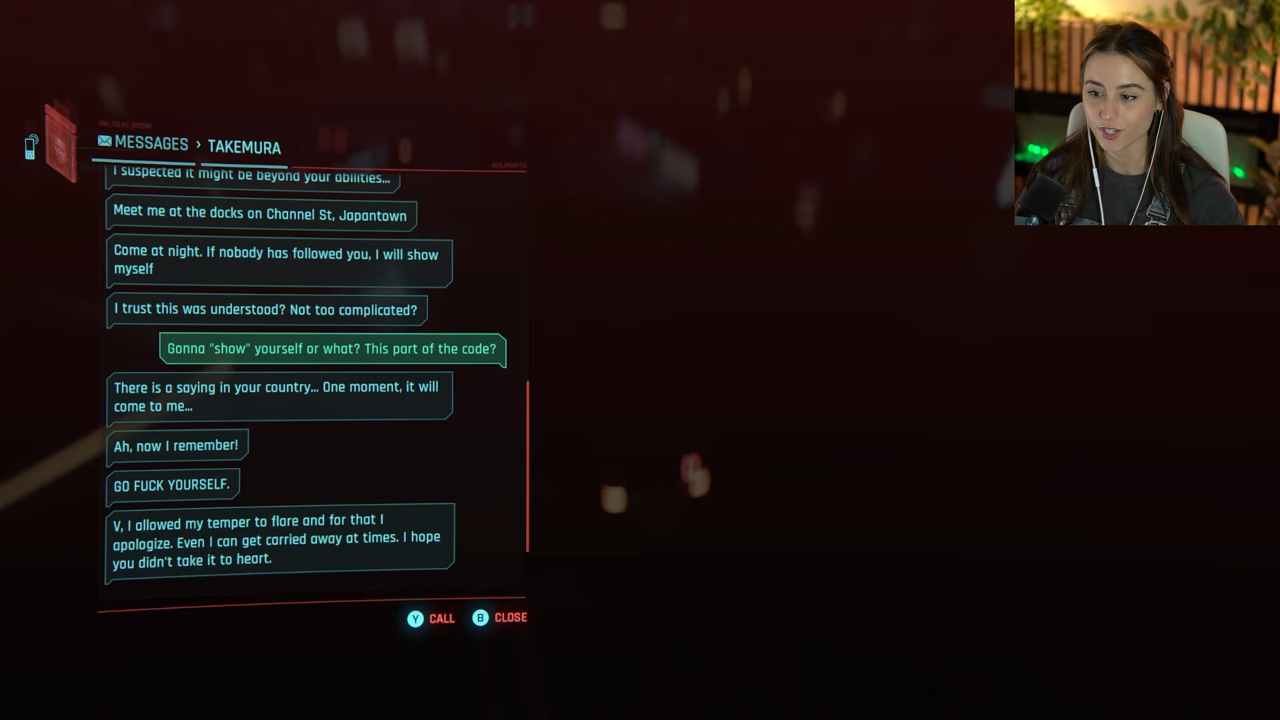 MESSAGES › TAKEMURA
I suspected it might be beyond your abilities...
Meet me at the docks on Channel St, Japantown
Come at night. If nobody has followed you, I will show
myself
I trust this was understood? Not too complicated?
Gonna "show" yourself or what? This part of the code?
There is a saying in your country... One moment, it will
come to me...
Ah, now I remember!
GO FUCK YOURSELF.
V, I allowed my temper to flare and for that I
apologize. Even I can get carried away at times. I hope
you didn't take it to heart.
Y CALL B CLOSE